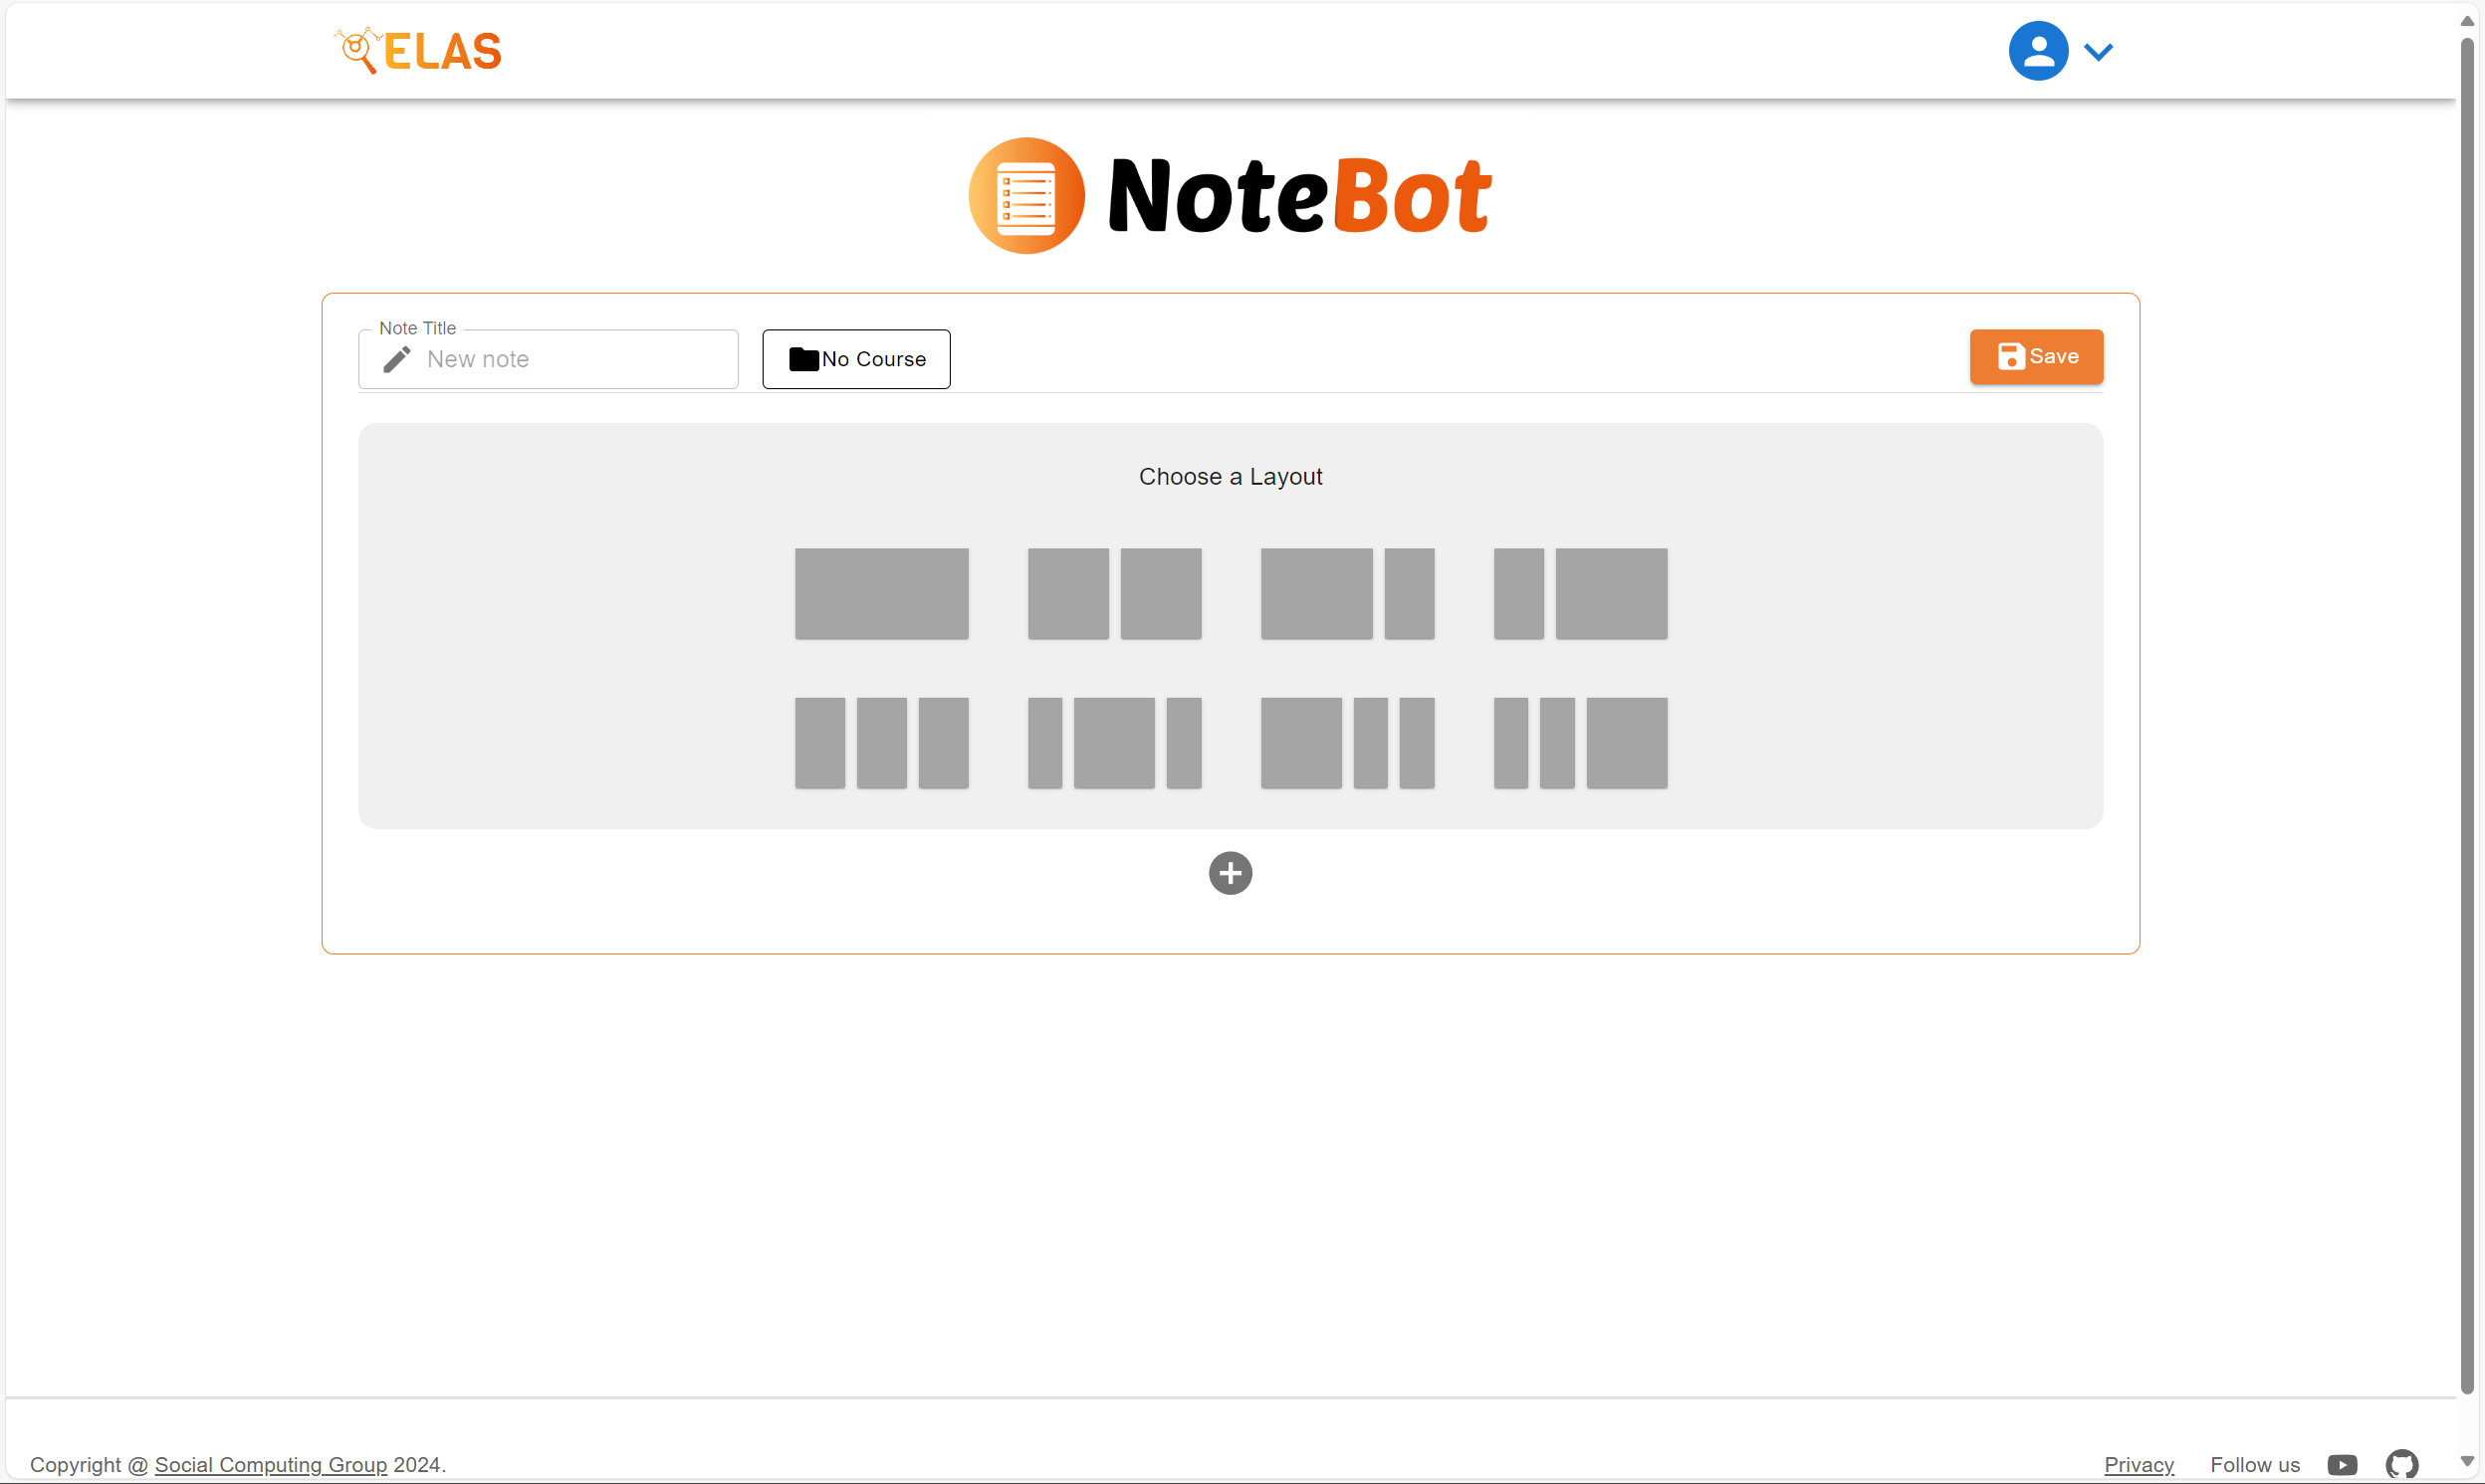 ELAS
NoteBot
Note Title
New note
No Course
Save
Choose a Layout
Copyright @ Social Computing Group 2024.
Privacy
Follow us